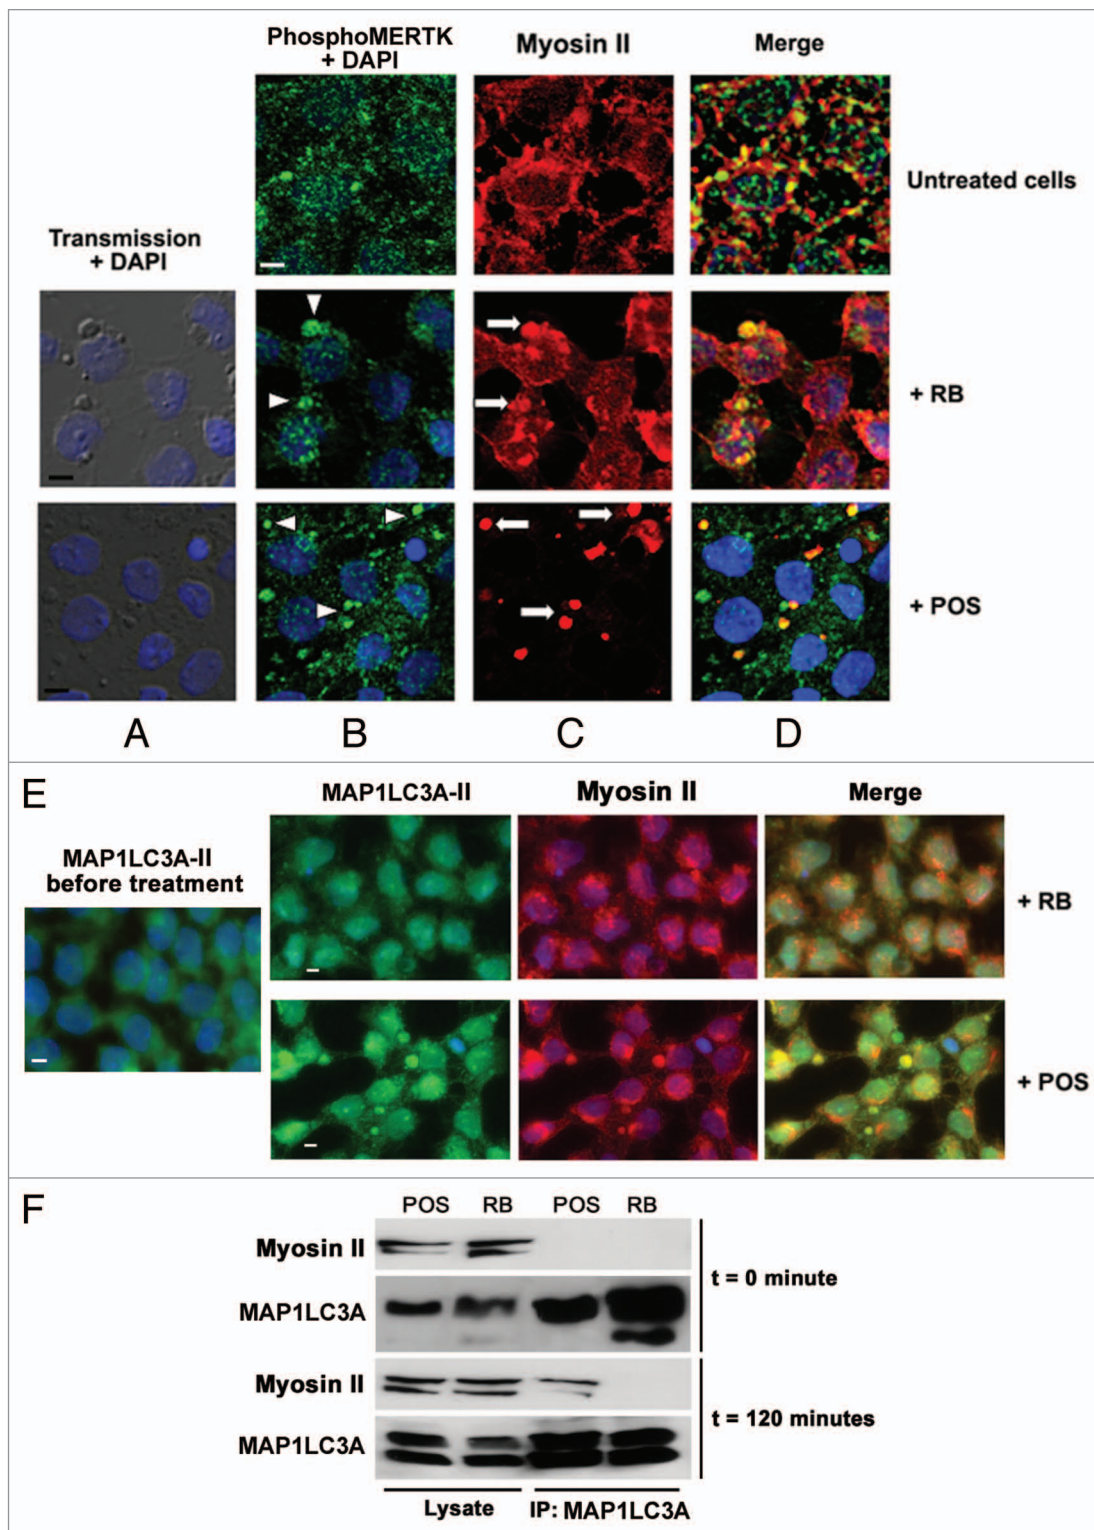 PhosphoMERTK
+ DAPI
Myosin II
Merge
Untreated cells
Transmission
+ DAPI
+ RB
+ POS
A
B
C
D
E
MAP1LC3A-II
Myosin II
Merge
MAP1LC3A-II
before treatment
+ RB
+ POS
F
POS RB POS RB
Myosin II
t = 0 minute
MAP1LC3A
Myosin II
t = 120 minutes
MAP1LC3A
Lysate
IP: MAP1LC3A